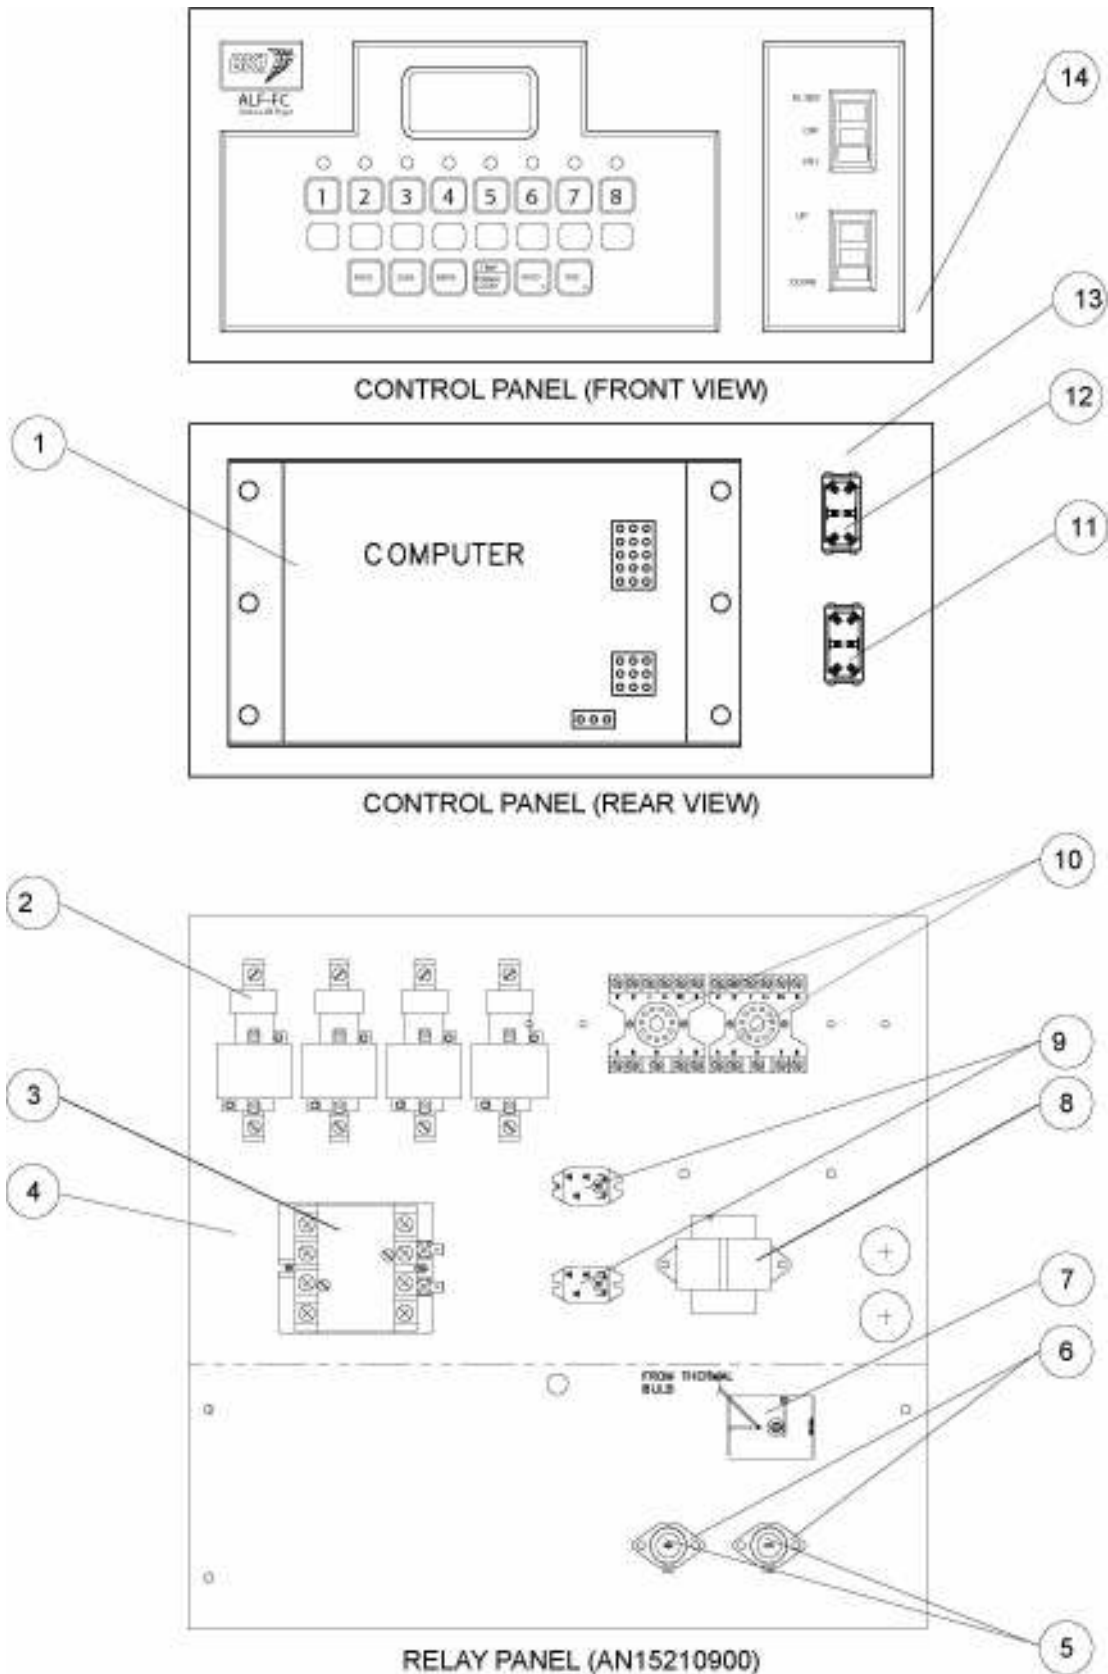 BKI
ALF-FC
14
OFF
UP
DOWN
1 2 3 4 5 6 7 8
13
CONTROL PANEL (FRONT VIEW)
12
1
11
COMPUTER
CONTROL PANEL (REAR VIEW)
10
2
9
3
8
4
7
FROM THERMAL
BULB
6
5
RELAY PANEL (AN15210900)